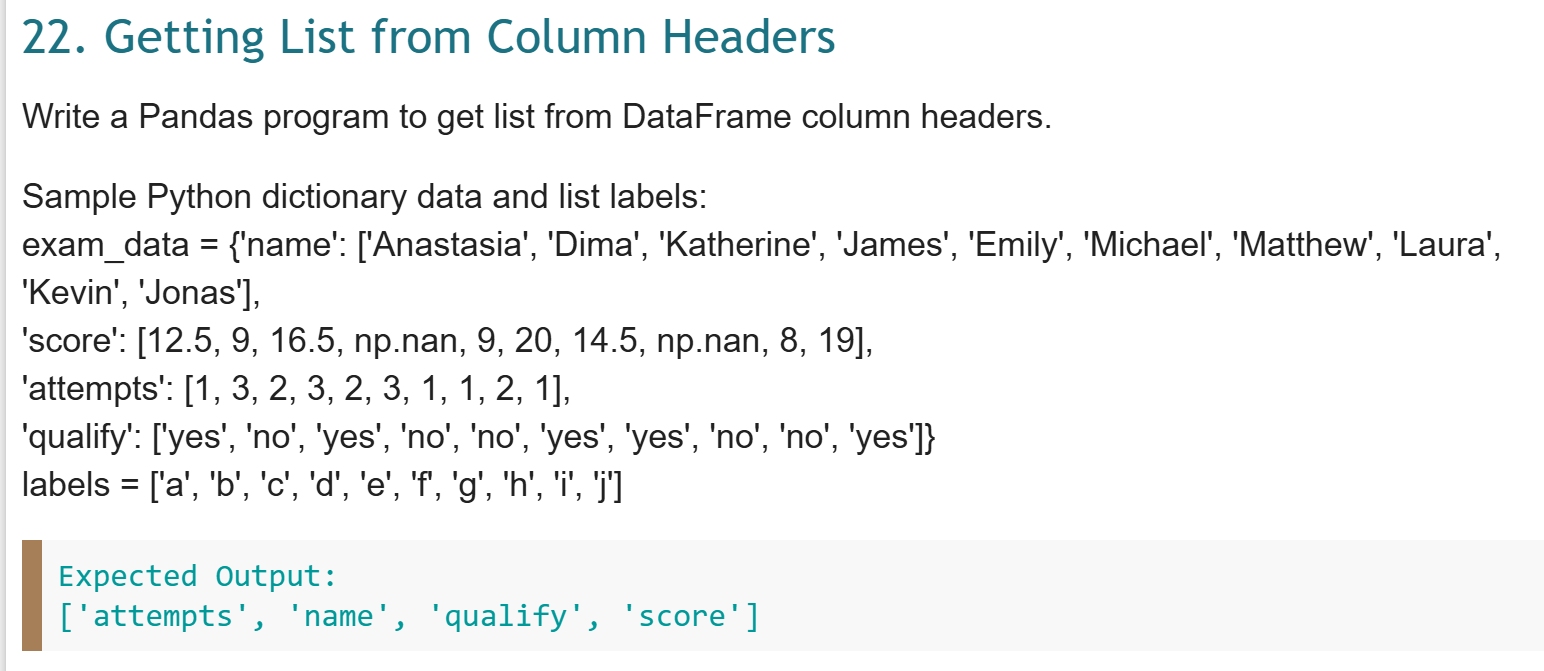 22. Getting List from Column Headers
Write a Pandas program to get list from DataFrame column headers.
Sample Python dictionary data and list labels:
exam_data = {'name': ['Anastasia', 'Dima', 'Katherine', 'James', 'Emily', 'Michael', 'Matthew', 'Laura',
'Kevin', 'Jonas'],
'score': [12.5, 9, 16.5, np.nan, 9, 20, 14.5, np.nan, 8, 19],
'attempts': [1, 3, 2, 3, 2, 3, 1, 1, 2, 1],
'qualify': ['yes', 'no', 'yes', 'no', 'no', 'yes', 'yes', 'no', 'no', 'yes']}
labels = ['a', 'b', 'c', 'd', 'e', 'f', 'g', 'h', 'i', 'j']
Expected Output:
['attempts', 'name', 'qualify', 'score']